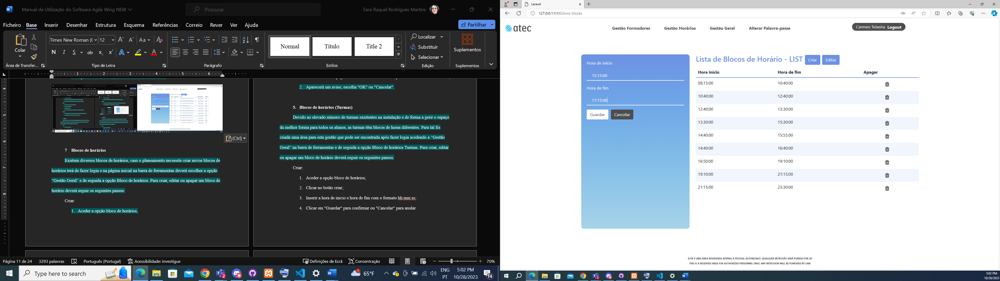 Manual de Utilização do Software Agile Wing NEW
Procurar
Sara Raquel Rodrigues Martins
Ficheiro Base Inserir Desenhar Estrutura Esquema Referências Correio Rever Ver Ajuda
Partilhar
Colar
Times New Roman (C 12
Normal
Título
Title 2
Localizar
Substituir
Selecionar
Suplementos
Área de Transfer...
Tipo de Letra
Parágrafo
Estilos
Edição
Suplementos
(Ctrl)
7 Blocos de horários
Existem diversos blocos de horários, caso o planeamento necessite criar novos blocos de
horários terá de fazer login e na página inicial na barra de ferramentas deverá escolher a opção
“Gestão Geral” e de seguida a opção Bloco de horários. Para criar, editar ou apagar um bloco de
horário deverá seguir os seguintes passos:
Criar:
1. Aceder a opção bloco de horários;
2. Aparecerá um aviso; escolha "OK" ou "Cancelar".
5. Blocos de horários (Turmas)
Devido ao elevado número de turmas existentes na instalação e de forma a gerir o espaço
da melhor forma para todos os alunos, as turmas têm blocos de horas diferentes. Para tal foi
criada uma área para esta gestão que pode ser encontrada após fazer login acedendo a “Gestão
Geral” na barra de ferramentas e de seguida a opção Bloco de horários Turmas. Para criar, editar
ou apagar um bloco de horário deverá seguir os seguintes passos:
Criar:
1. Aceder a opção bloco de horários;
2. Clicar no botão criar;
3. Inserir a hora de inicio e hora de fim com o formato hh:mm:ss;
4. Clicar em "Guardar" para confirmar ou "Cancelar" para anular.
Página 11 de 24 3293 palavras Português (Portugal) Acessibilidade: investigue
Definições de Ecrã Concentração 70%
Type here to search
65°F
ENG
PT
5:02 PM
10/28/2023
14
Laravel
127.0.0.1:8000/hour-blocks
atec
Gestão Formadores Gestão Horários Gestão Geral Alterar Palavra-passe
Carmen Teixeira Logout
Hora de início
15:15:00
Hora de fim
17:15:00
Guardar Cancelar
Lista de Blocos de Horário - LIST Criar Editar
Hora início Hora de fim Apagar
08:15:00 10:40:00
10:40:00 12:40:00
12:40:00 13:30:00
13:30:00 15:30:00
14:40:00 15:55:00
14:40:00 16:40:00
16:50:00 19:10:00
19:10:00 21:15:00
21:15:00 23:30:00
ESTA É UMA ÁREA RESERVADA APENAS A PESSOAL AUTORIZADO, QUALQUER INTRUSÃO SERÁ PUNIDA POR LEI
THIS IS A RESERVED AREA FOR AUTHORIZED PERSONNEL ONLY, ANY INTRUSION WILL BE PUNISHED BY LAW.
5:02 PM
10/28/2023